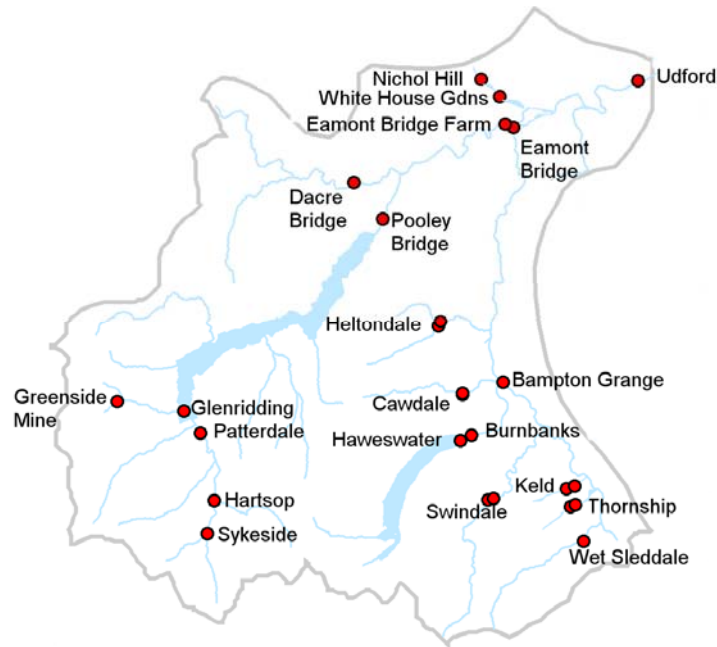 Nichol Hill
Udford
White House Gdns
Eamont Bridge Farm
Eamont
Bridge
Dacre
Bridge
Pooley
Bridge
Heltondale
Bampton Grange
Greenside
Mine
Cawdale
Glenridding
Patterdale
Burnbanks
Haweswater
Keld
Hartsop
Swindale
Thornship
Sykeside
Wet Sleddale